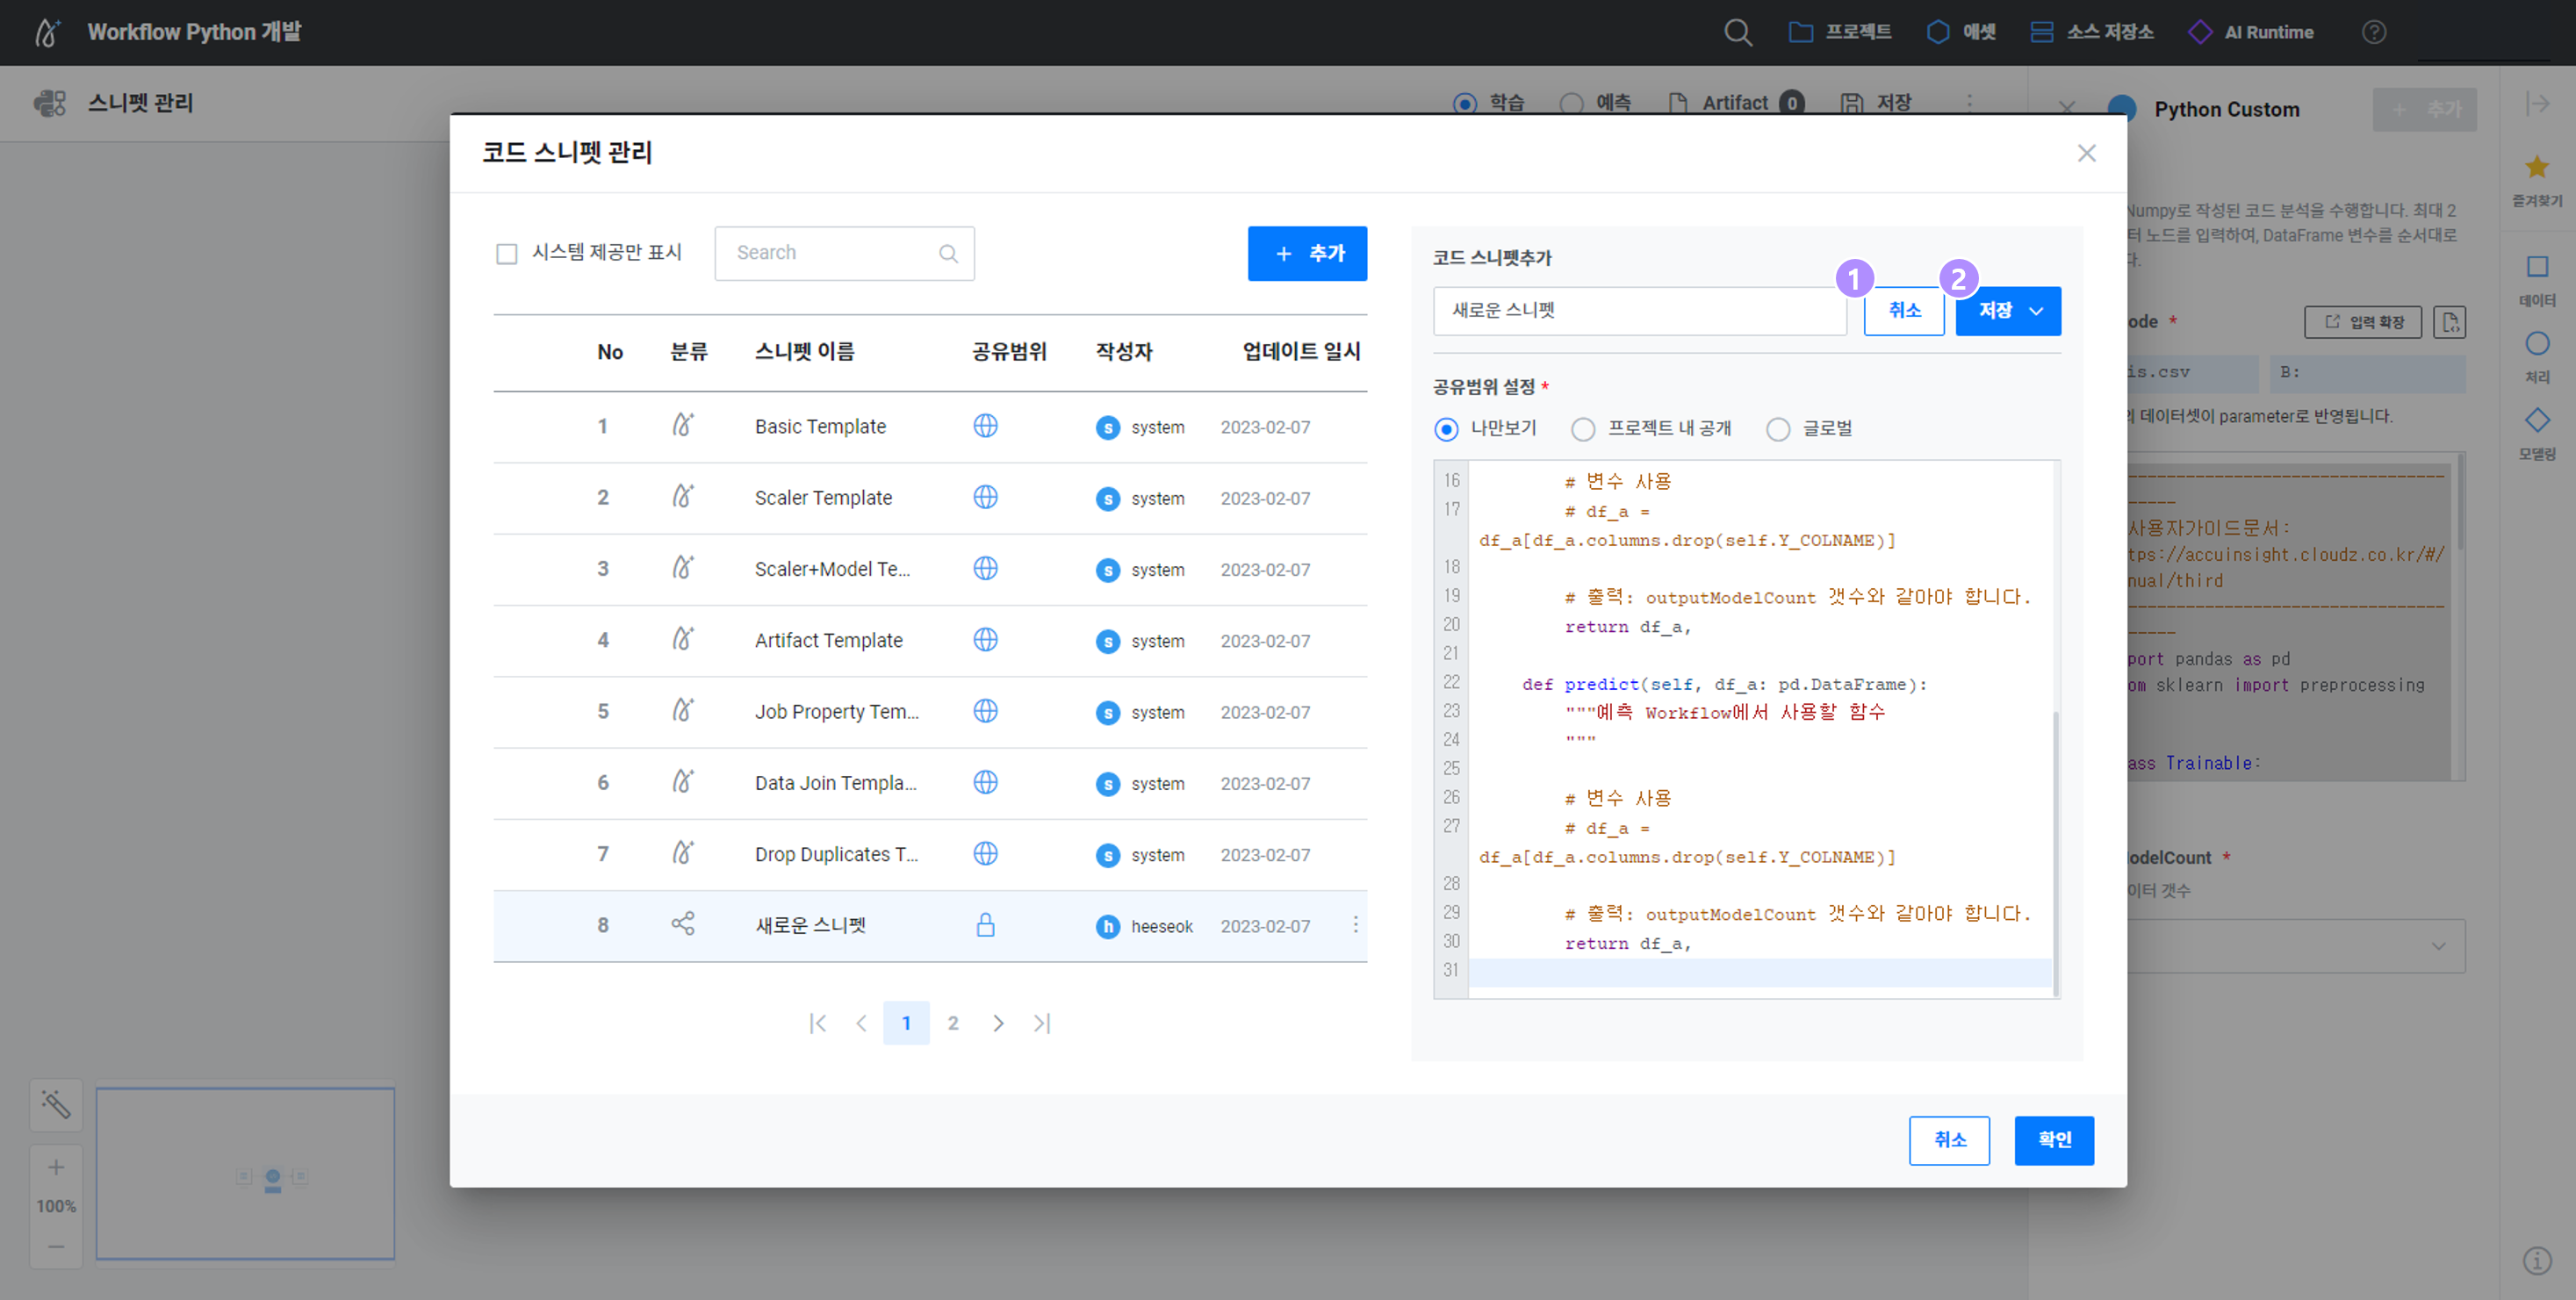 Workflow Python 개발
프로젝트
애셋
소스 저장소
AI Runtime
스니펫 관리
학습
예측
Artifact 0
저장
Python Custom
+ 추가
코드 스니펫 관리
시스템 제공만 표시
Search
+ 추가
No 분류 스니펫 이름 공유범위 작성자 업데이트 일시
1 Basic Template s system 2023-02-07
2 Scaler Template s system 2023-02-07
3 Scaler+Model Te... s system 2023-02-07
4 Artifact Template s system 2023-02-07
5 Job Property Tem... s system 2023-02-07
6 Data Join Templa... s system 2023-02-07
7 Drop Duplicates T... s system 2023-02-07
8 새로운 스니펫 h heeseok 2023-02-07
1 2
코드 스니펫추가
1 2
새로운 스니펫
취소
저장
공유범위 설정 *
나만보기 프로젝트 내 공개 글로벌
16 # 변수 사용
17 # df_a =
df_a[df_a.columns.drop(self.Y_COLNAME)]
18
19 # 출력: outputModelCount 갯수와 같아야 합니다.
20 return df_a,
21
22 def predict(self, df_a: pd.DataFrame):
23 """예측 Workflow에서 사용할 함수
24 """
25
26 # 변수 사용
27 # df_a =
df_a[df_a.columns.drop(self.Y_COLNAME)]
28
29 # 출력: outputModelCount 갯수와 같아야 합니다.
30 return df_a,
31
취소
확인
Numpy로 작성된 코드 분석을 수행합니다. 최대 2
터 노드를 입력하여, DataFrame 변수를 순서대로
다.
ode *
입력 확장
is.csv
B:
의 데이터셋이 parameter로 반영됩니다.
사용자가이드문서:
tps://accuinsight.cloudz.co.kr/#/
nual/third
port pandas as pd
om sklearn import preprocessing
ass Trainable:
odelCount *
이터 갯수
즐겨찾기
데이터
처리
모델링
+
100%
−